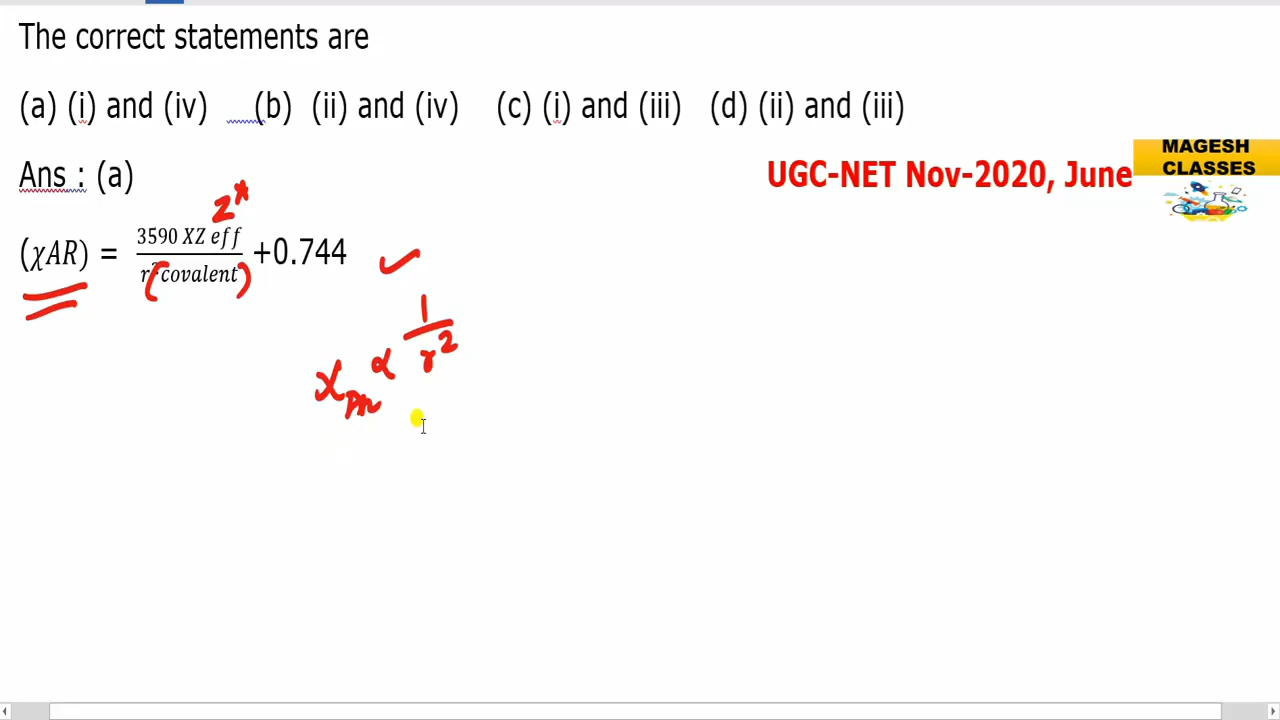 The correct statements are
(a) (i) and (iv) (b) (ii) and (iv) (c) (i) and (iii) (d) (ii) and (iii)
MAGESH
CLASSES
Ans : (a)
UGC-NET Nov-2020, June
z*
(χAR) = 3590 XZ eff / r² covalent +0.744
1
χ ∝ r²